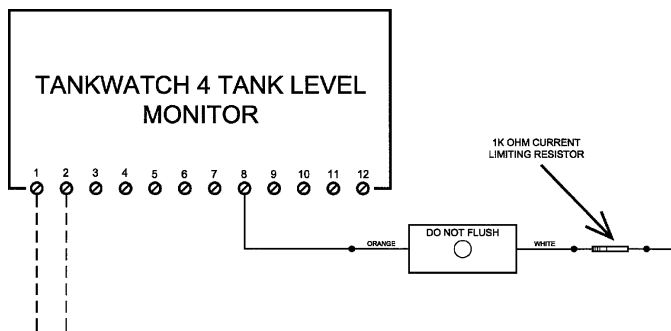 TANKWATCH 4 TANK LEVEL
MONITOR
1 2 3 4 5 6 7 8 9 10 11 12
1K OHM CURRENT
LIMITING RESISTOR
ORANGE
DO NOT FLUSH
WHITE